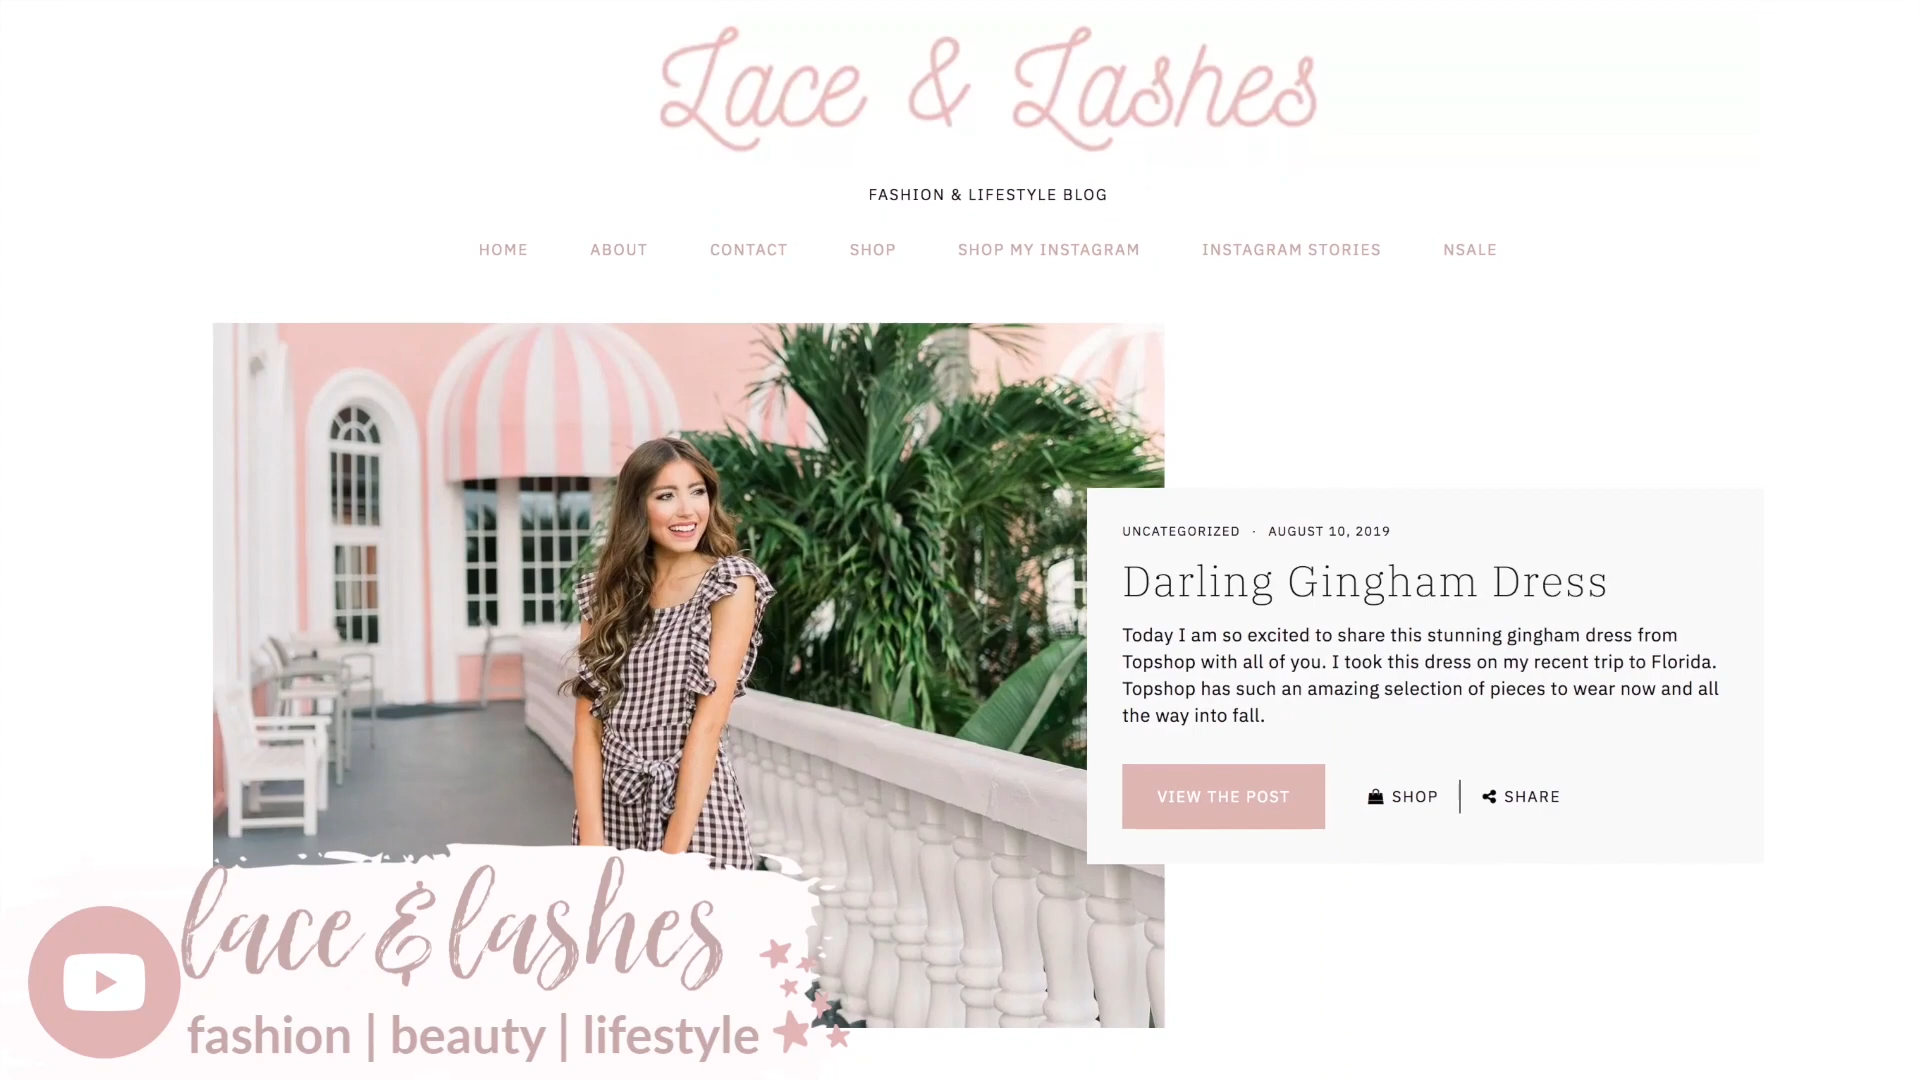 Lace & Lashes
FASHION & LIFESTYLE BLOG
HOME ABOUT CONTACT SHOP SHOP MY INSTAGRAM INSTAGRAM STORIES NSALE
UNCATEGORIZED · AUGUST 10, 2019
Darling Gingham Dress
Today I am so excited to share this stunning gingham dress from
Topshop with all of you. I took this dress on my recent trip to Florida.
Topshop has such an amazing selection of pieces to wear now and all
the way into fall.
VIEW THE POST SHOP | SHARE
lace & lashes
fashion | beauty | lifestyle